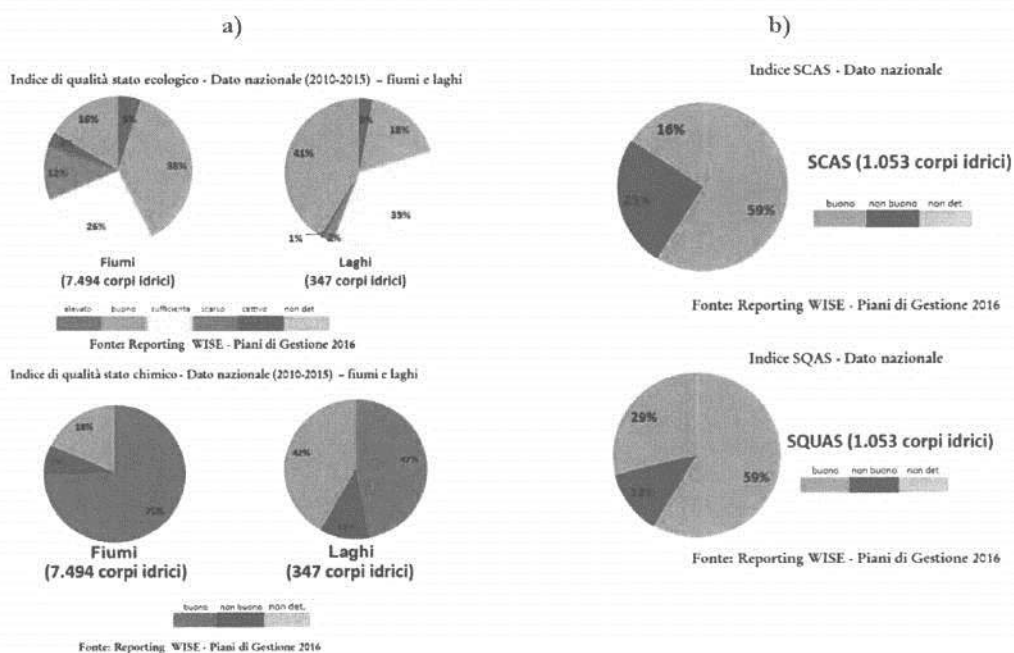 a)
Indice di qualità stato ecologico - Dato nazionale (2010-2015) – fiumi e laghi
16%
5%
38%
12%
26%
Fiumi
(7.494 corpi idrici)
18%
41%
39%
1%
2%
Laghi
(347 corpi idrici)
elevato buono sufficiente scarso cattivo non det
Fonte: Reporting WISE - Piani di Gestione 2016
Indice di qualità stato chimico - Dato nazionale (2010-2015) – fiumi e laghi
18%
75%
Fiumi
(7.494 corpi idrici)
42%
47%
Laghi
(347 corpi idrici)
buono non buono non det.
Fonte: Reporting WISE - Piani di Gestione 2016
b)
Indice SCAS - Dato nazionale
16%
25%
59%
SCAS (1.053 corpi idrici)
buono non buono non det.
Fonte: Reporting WISE - Piani di Gestione 2016
Indice SQAS - Dato nazionale
29%
59%
SQUAS (1.053 corpi idrici)
buono non buono non det
Fonte: Reporting WISE - Piani di Gestione 2016